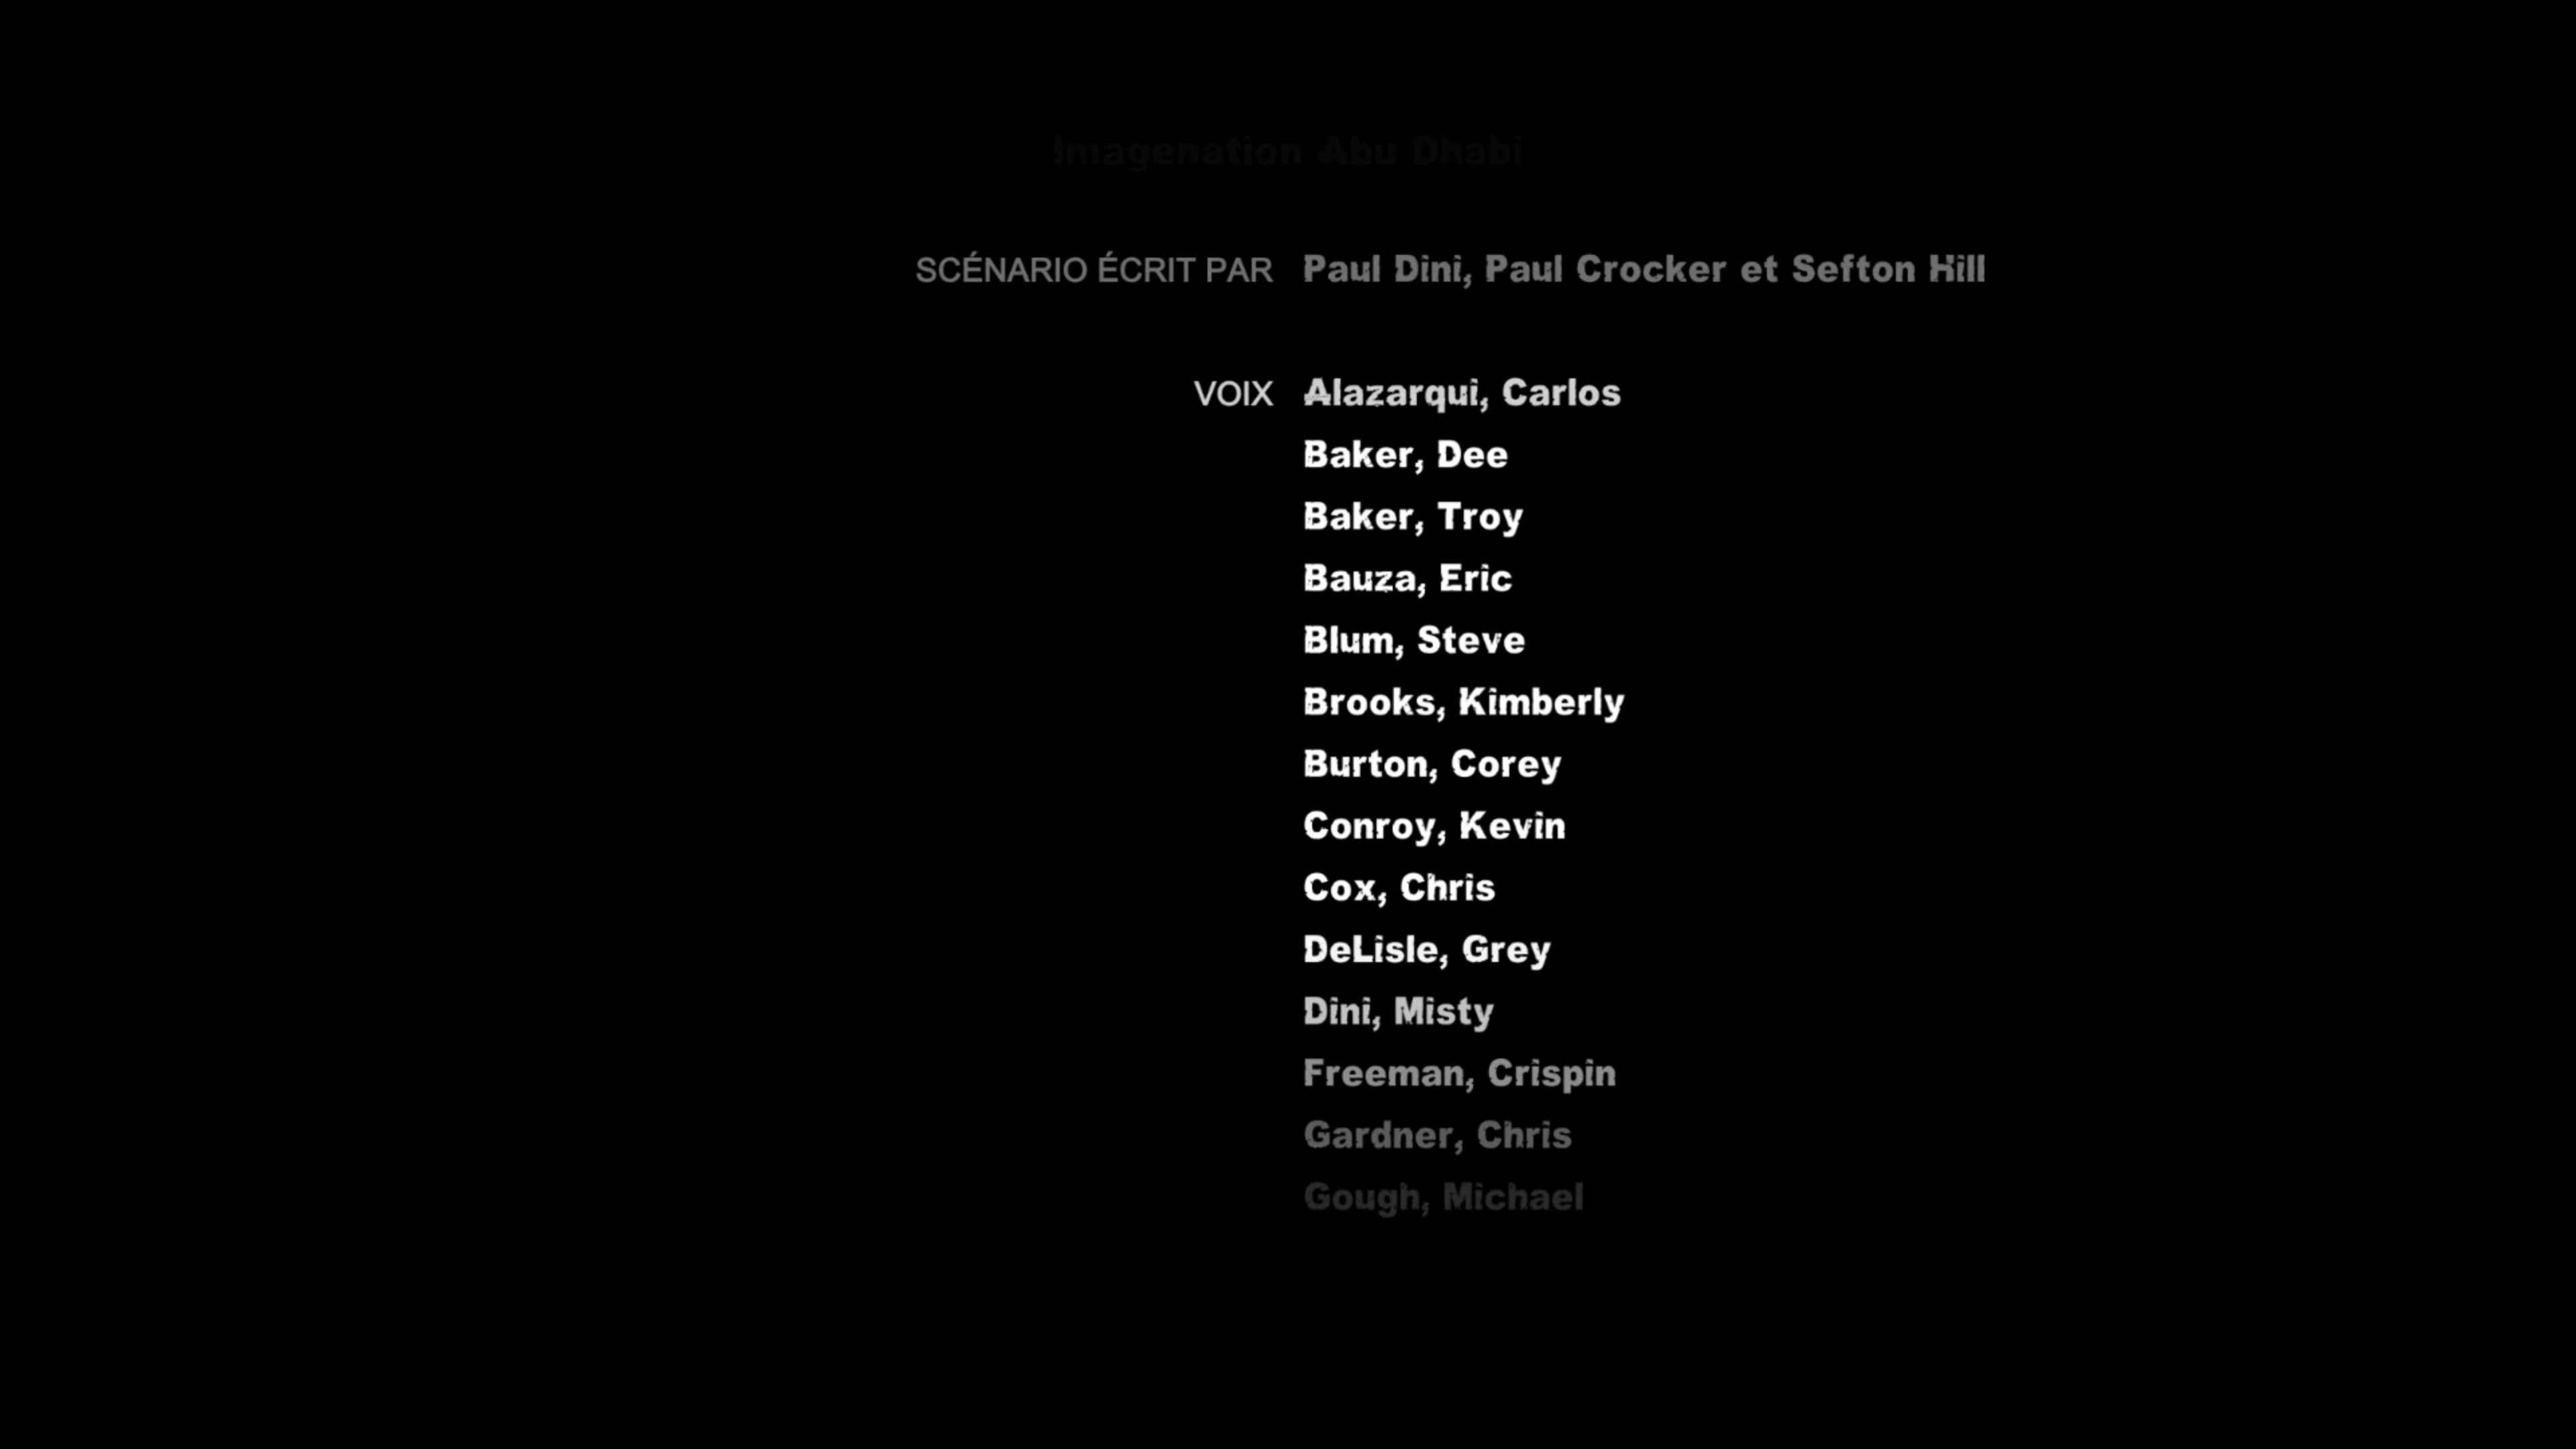 Imagenation Abu Dhabi
SCÉNARIO ÉCRIT PAR Paul Dini, Paul Crocker et Sefton Hill
VOIX Alazarqui, Carlos
Baker, Dee
Baker, Troy
Bauza, Eric
Blum, Steve
Brooks, Kimberly
Burton, Corey
Conroy, Kevin
Cox, Chris
DeLisle, Grey
Dini, Misty
Freeman, Crispin
Gardner, Chris
Gough, Michael